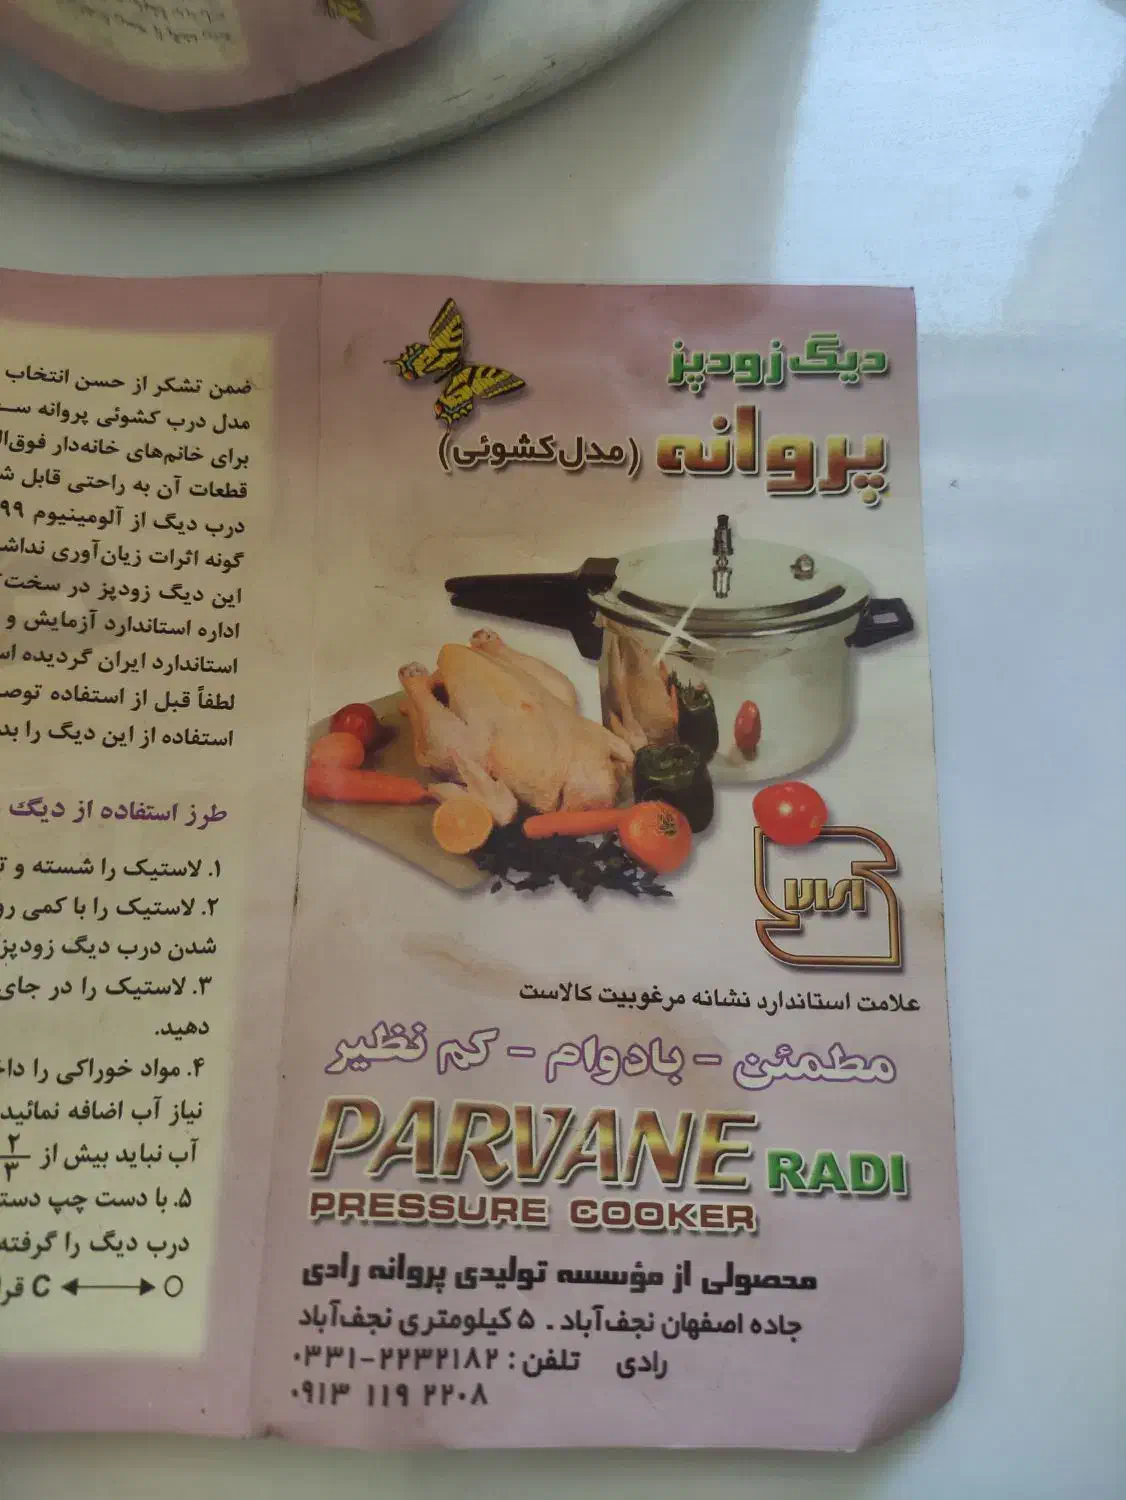 دیگ زودپز
پروانه (مدل کشوئی)
علامت استاندارد نشانه مرغوبیت کالاست
مطمئن - بادوام - کم نظیر
PARVANE RADI
PRESSURE COOKER
محصولی از مؤسسه تولیدی پروانه رادی
جاده اصفهان نجف‌آباد . ۵ کیلومتری نجف‌آباد
رادی تلفن : ۲۲۳۲۱۸۲-۰۳۳۱
۰۹۱۳ ۱۱۹ ۲۲۰۸
ضمن تشکر از حسن انتخاب
مدل درب کشوئی پروانه
برای خانم‌های خانه‌دار
قطعات آن به راحتی قابل
درب دیگ از آلومینیوم ۹۹
گونه اثرات زیان‌آوری
این دیگ زودپز در
اداره استاندارد آزمایش و
استاندارد ایران گردیده
لطفاً قبل از استفاده
استفاده از این دیگ را
طرز استفاده از دیگ
۱. لاستیک را شسته و
۲. لاستیک را با کمی
شدن درب دیگ زودپز
۳. لاستیک را در جای
دهید.
۴. مواد خوراکی را
نیاز آب اضافه نمائید
آب نباید بیش از ۲/۳
۵. با دست چپ
درب دیگ را گرفته
O ⟷ C